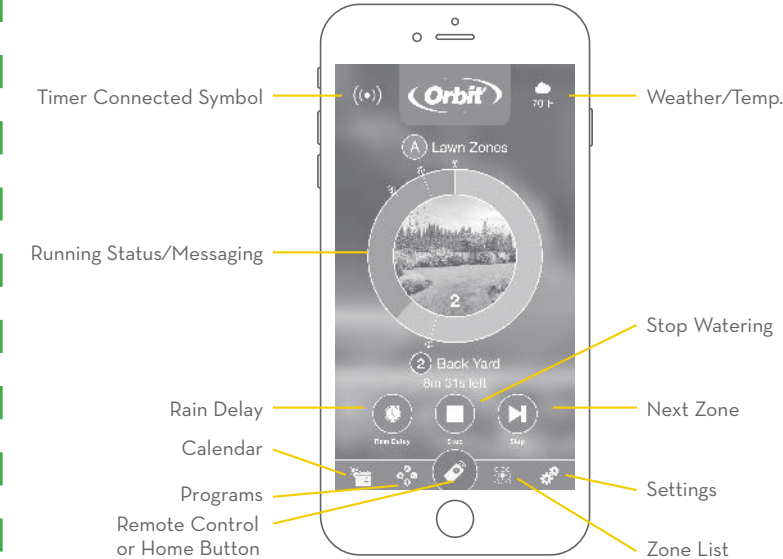 Timer Connected Symbol
Orbit
Weather/Temp.
A Lawn Zones
Running Status/Messaging
2
Stop Watering
2 Back Yard
8m 31s left
Rain Delay
Next Zone
Rain Delay
Stop
Skip
Calendar
Programs
Settings
Remote Control
or Home Button
Zone List